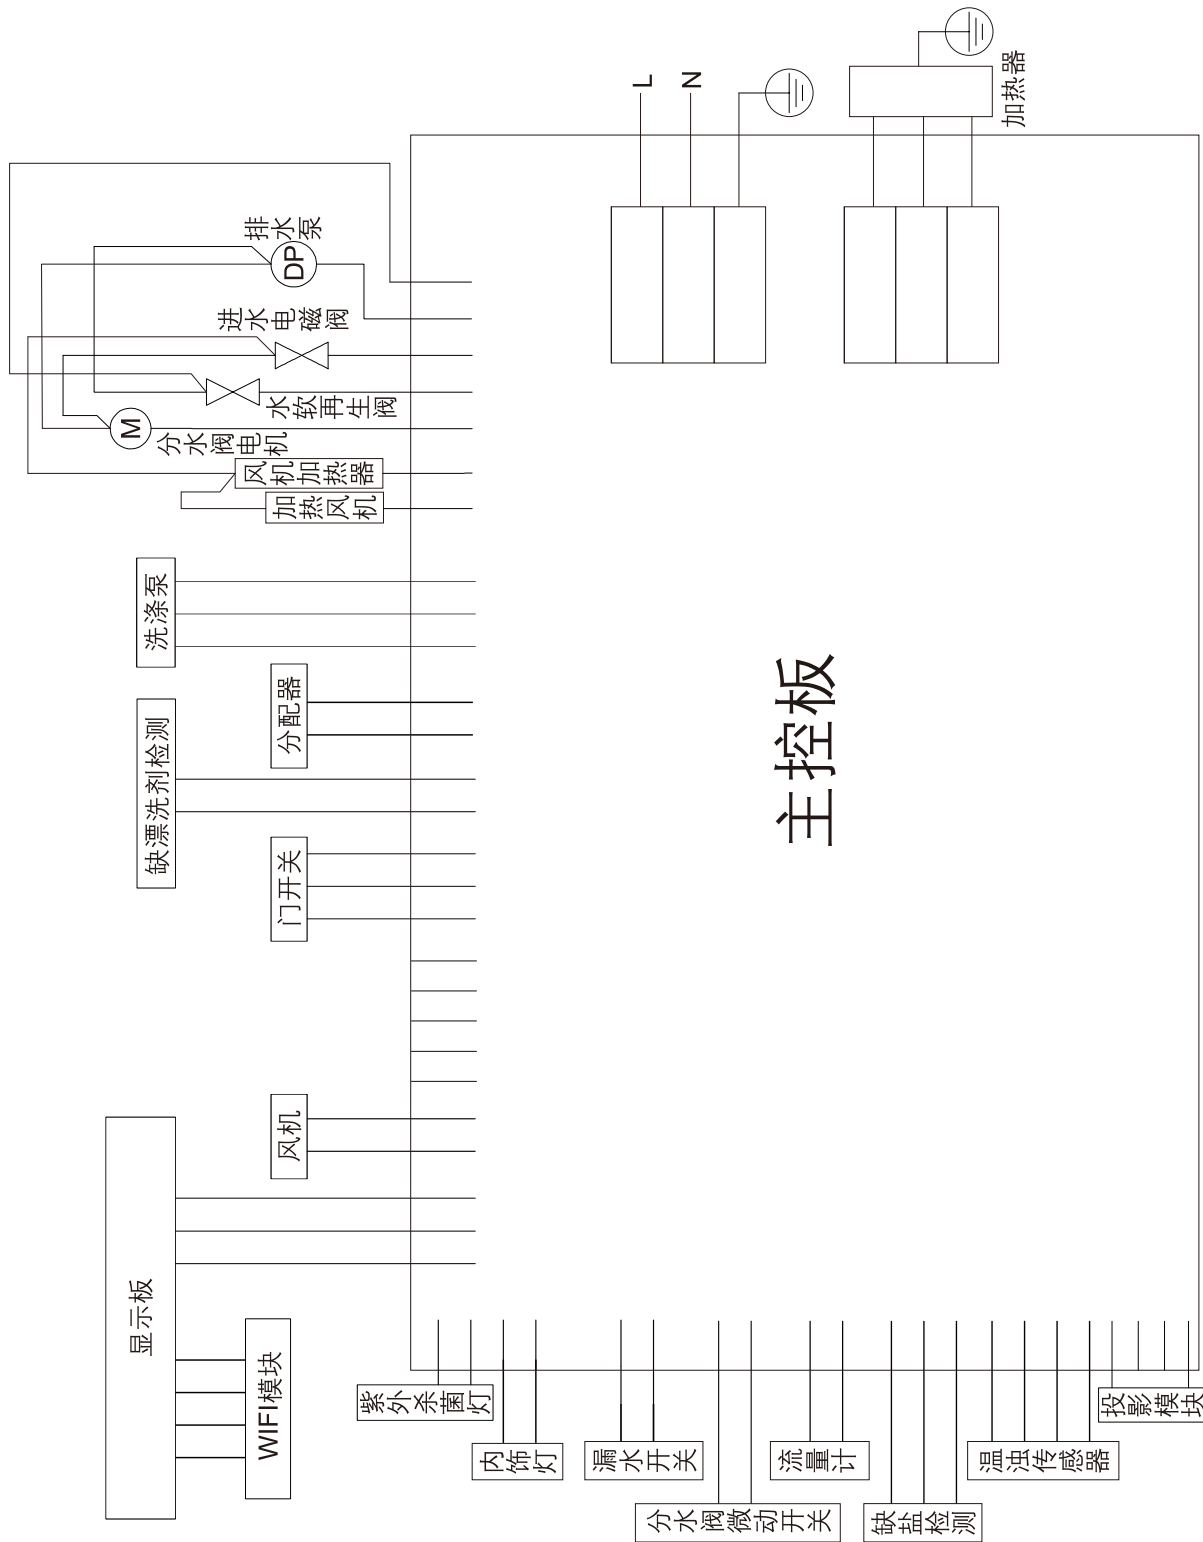 L
N
加热器
排水泵
DP
进水电磁阀
水软再生阀
M
分水阀电机
风机加热器
加热风机
洗涤泵
分配器
缺漂洗剂检测
门开关
主控板
风机
显示板
WIFI模块
紫外杀菌灯
内饰灯
漏水开关
分水阀微动开关
流量计
缺盐检测
温浊传感器
投影模块